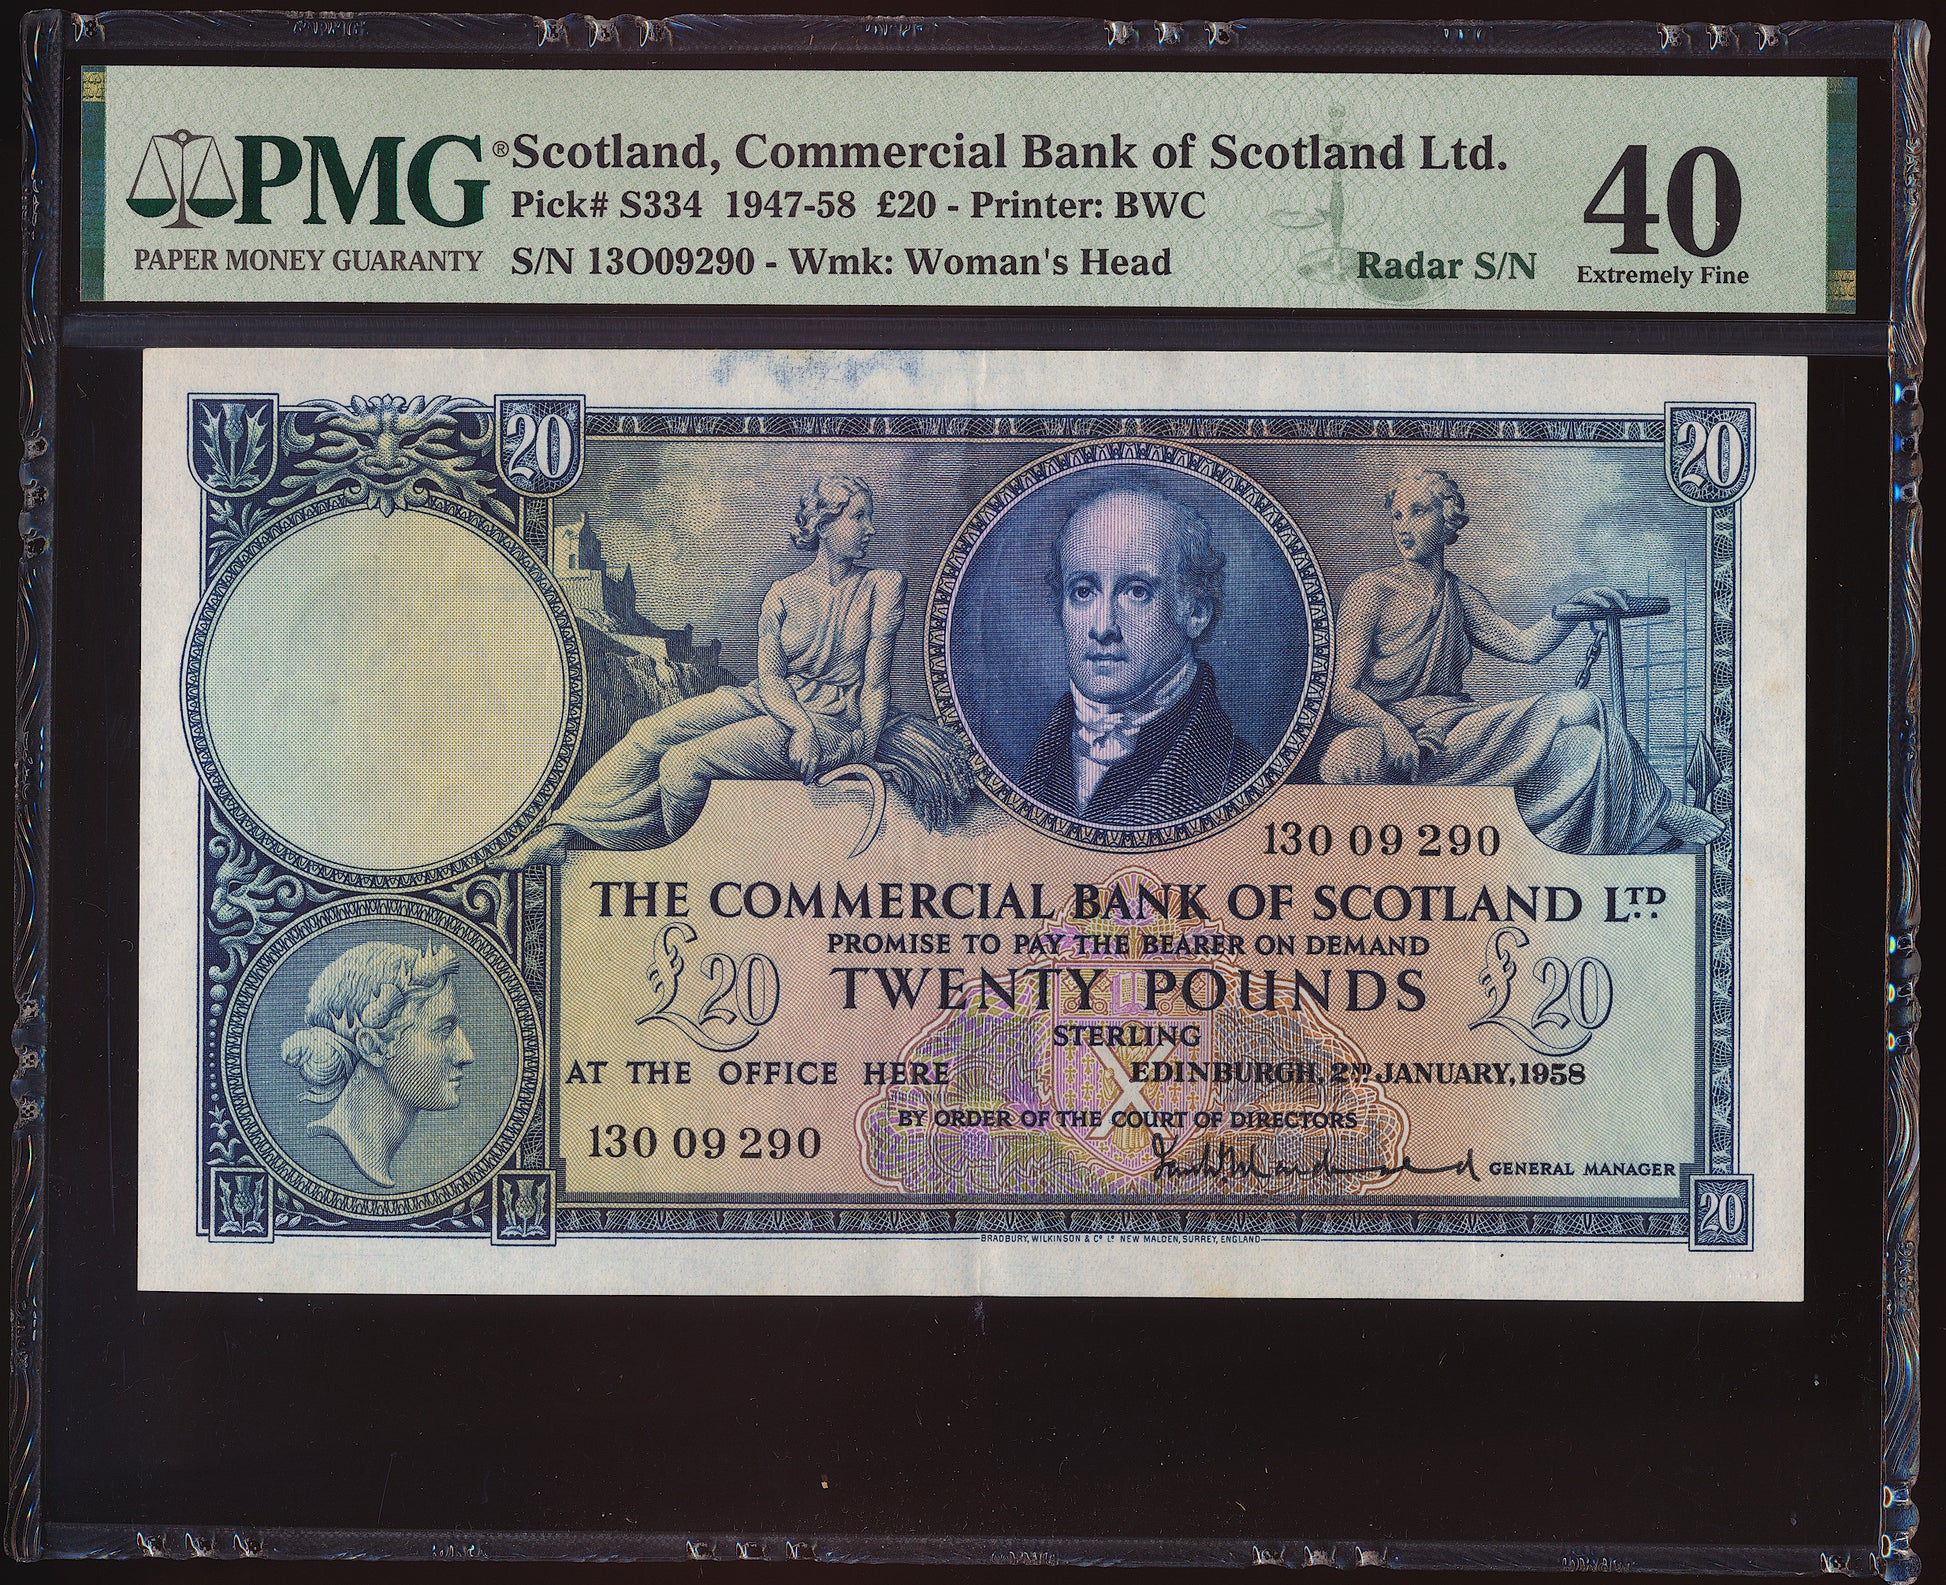 PMG®
PAPER MONEY GUARANTY
Scotland, Commercial Bank of Scotland Ltd.
Pick# S334 1947-58 £20 - Printer: BWC
S/N 13O09290 - Wmk: Woman's Head
Radar S/N
40
Extremely Fine
20
20
13O 09 290
THE COMMERCIAL BANK OF SCOTLAND LTD
PROMISE TO PAY THE BEARER ON DEMAND
£20 TWENTY POUNDS £20
STERLING
AT THE OFFICE HERE EDINBURGH, 2ND JANUARY, 1958
BY ORDER OF THE COURT OF DIRECTORS
13O 09 290
GENERAL MANAGER
20
BRADBURY, WILKINSON & Co Ld NEW MALDEN, SURREY, ENGLAND